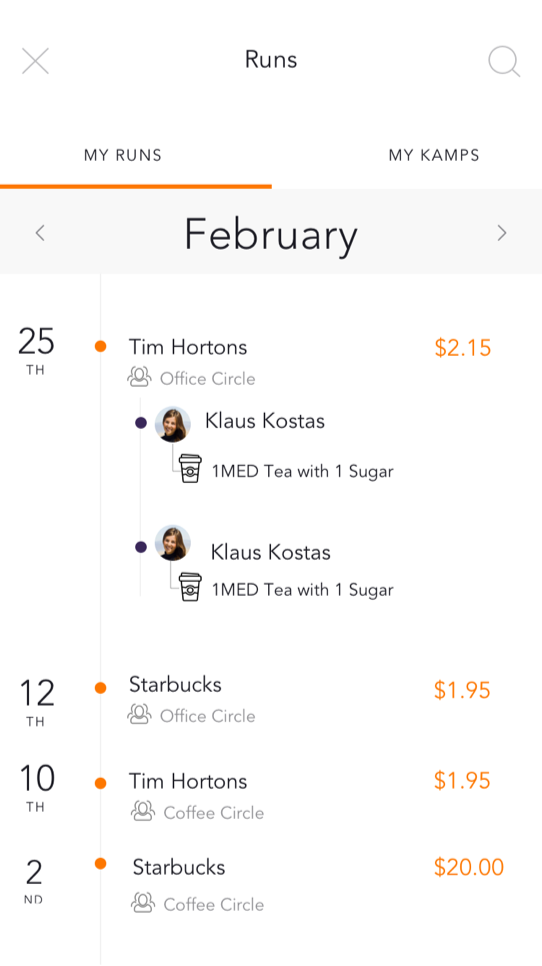 Runs
MY RUNS
MY KAMPS
February
25
TH
Tim Hortons
$2.15
Office Circle
Klaus Kostas
1MED Tea with 1 Sugar
Klaus Kostas
1MED Tea with 1 Sugar
12
TH
Starbucks
$1.95
Office Circle
10
TH
Tim Hortons
$1.95
Coffee Circle
2
ND
Starbucks
$20.00
Coffee Circle